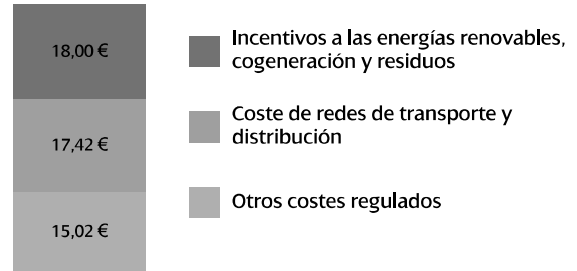 18,00 €
Incentivos a las energías renovables,
cogeneración y residuos
17,42 €
Coste de redes de transporte y
distribución
15,02 €
Otros costes regulados